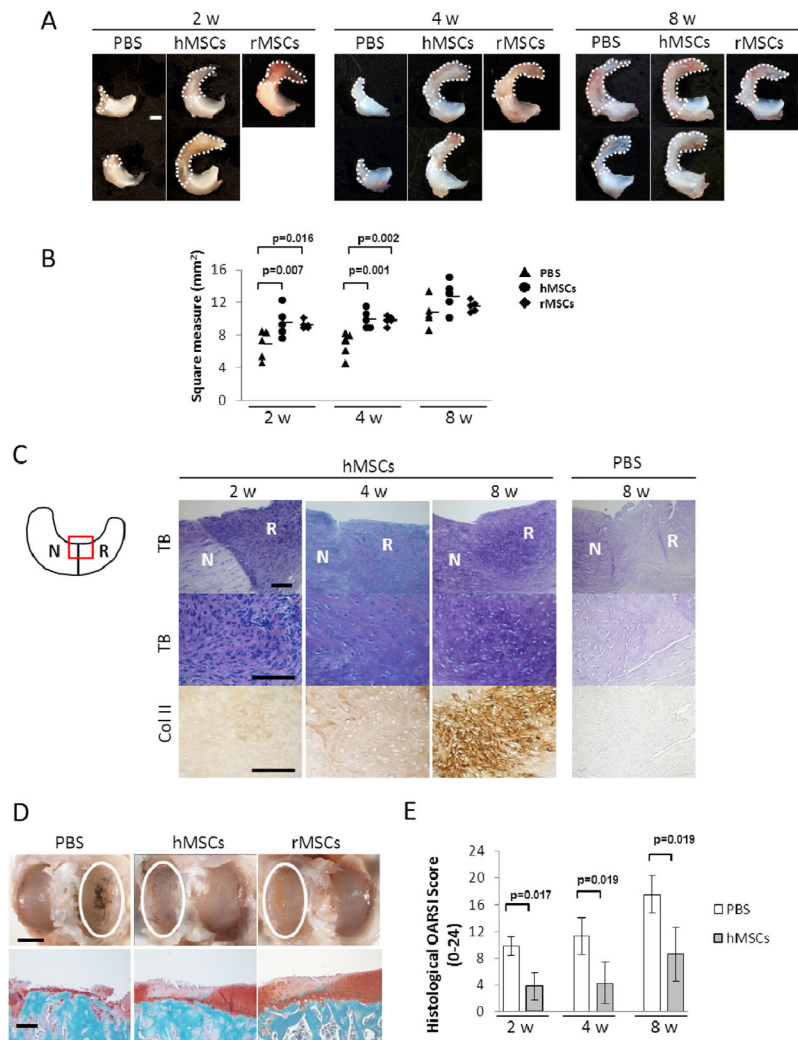 A
2 w 4 w 8 w
PBS hMSCs rMSCs PBS hMSCs rMSCs PBS hMSCs rMSCs
B
Square measure (mm²)
16
12
8
4
0
p=0.016
p=0.007
p=0.002
p=0.001
2 w 4 w 8 w
PBS
hMSCs
rMSCs
C
hMSCs PBS
2 w 4 w 8 w 8 w
N R
TB
N R N R N R N R
TB
Col II
D
PBS hMSCs rMSCs
E
Histological OARSI Score
(0-24)
24
20
16
12
8
4
0
p=0.017
p=0.019
p=0.019
2 w 4 w 8 w
PBS
hMSCs